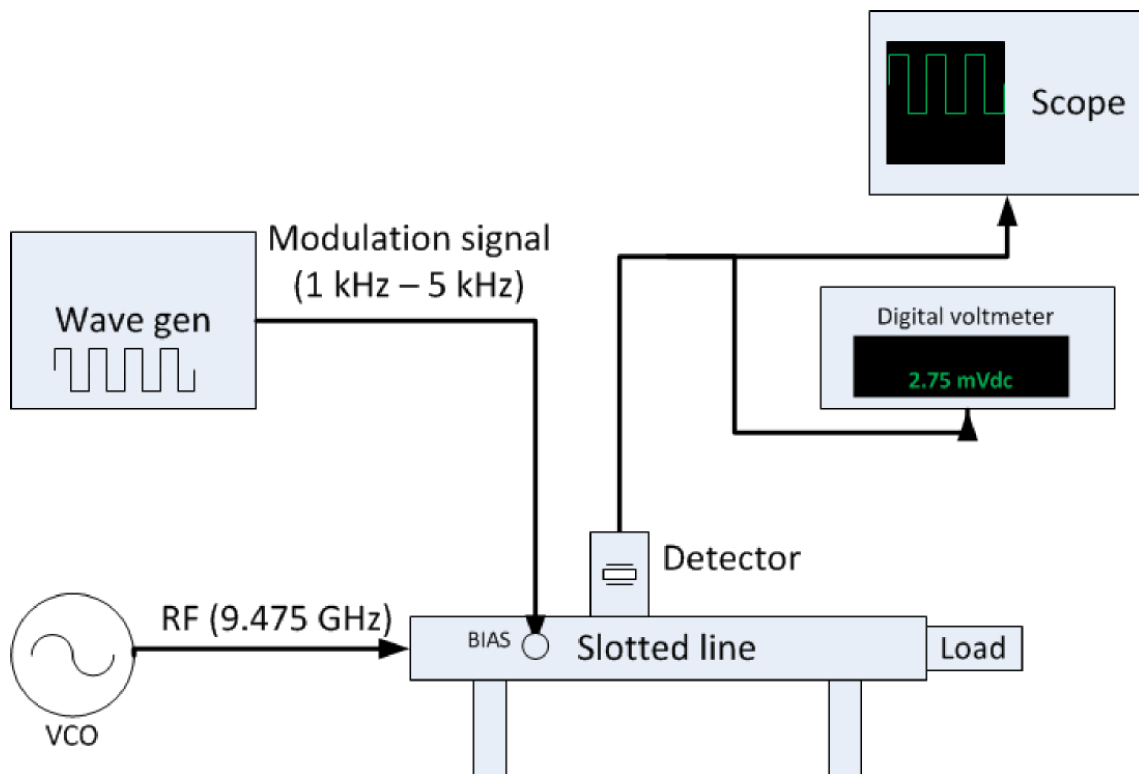 Scope
Modulation signal
(1 kHz – 5 kHz)
Wave gen
Digital voltmeter
2.75 mVdc
Detector
RF (9.475 GHz)
BIAS
Slotted line
Load
VCO